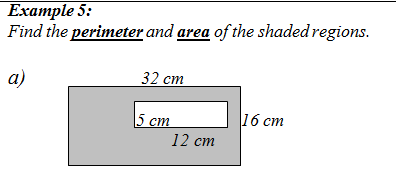 Example 5:
Find the perimeter and area of the shaded regions.
a)
32 cm
5 cm
16 cm
12 cm